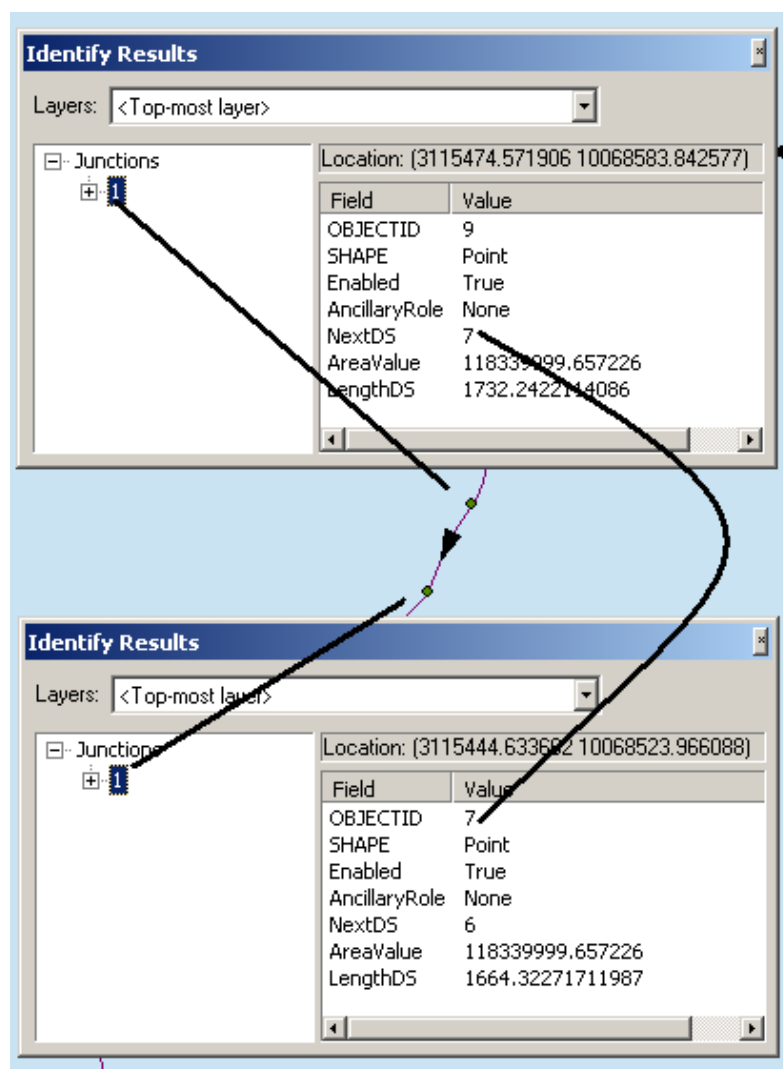 Identify Results
Layers: <Top-most layer>
Junctions
1
Location: (3115474.571906 10068583.842577)
Field Value
OBJECTID 9
SHAPE Point
Enabled True
AncillaryRole None
NextDS 7
AreaValue 118339999.657226
LengthDS 1732.2422114086
Identify Results
Layers: <Top-most layer>
Junctions
1
Location: (3115444.633682 10068523.966088)
Field Value
OBJECTID 7
SHAPE Point
Enabled True
AncillaryRole None
NextDS 6
AreaValue 118339999.657226
LengthDS 1664.32271711987